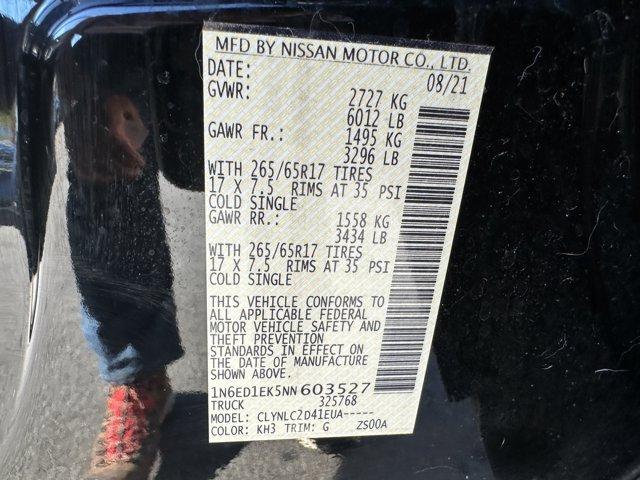 MFD BY NISSAN MOTOR CO., LTD.
DATE: 08/21
GVWR: 2727 KG
6012 LB
GAWR FR.: 1495 KG
3296 LB
WITH 265/65R17 TIRES
17 X 7.5 RIMS AT 35 PSI
COLD SINGLE
GAWR RR.: 1558 KG
3434 LB
WITH 265/65R17 TIRES
17 X 7.5 RIMS AT 35 PSI
COLD SINGLE
THIS VEHICLE CONFORMS TO
ALL APPLICABLE FEDERAL
MOTOR VEHICLE SAFETY AND
THEFT PREVENTION
STANDARDS IN EFFECT ON
THE DATE OF MANUFACTURE
SHOWN ABOVE.
1N6ED1EK5NN603527
TRUCK 325768
MODEL: CLYNLC2D41EUA-----
COLOR: KH3 TRIM: G ZS00A